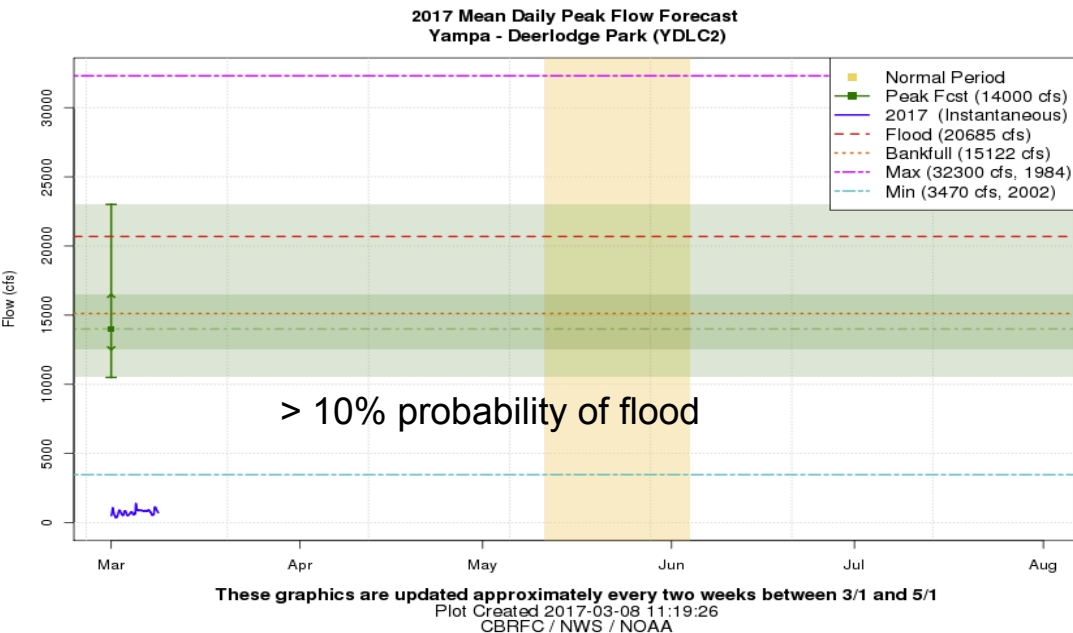 2017 Mean Daily Peak Flow Forecast
Yampa - Deerlodge Park (YDLC2)
Normal Period
Peak Fcst (14000 cfs)
2017 (Instantaneous)
Flood (20685 cfs)
Bankfull (15122 cfs)
Max (32300 cfs, 1984)
Min (3470 cfs, 2002)
Flow (cfs)
30000
25000
20000
15000
10000
5000
0
> 10% probability of flood
Mar Apr May Jun Jul Aug
These graphics are updated approximately every two weeks between 3/1 and 5/1
Plot Created 2017-03-08 11:19:26
CBRFC / NWS / NOAA